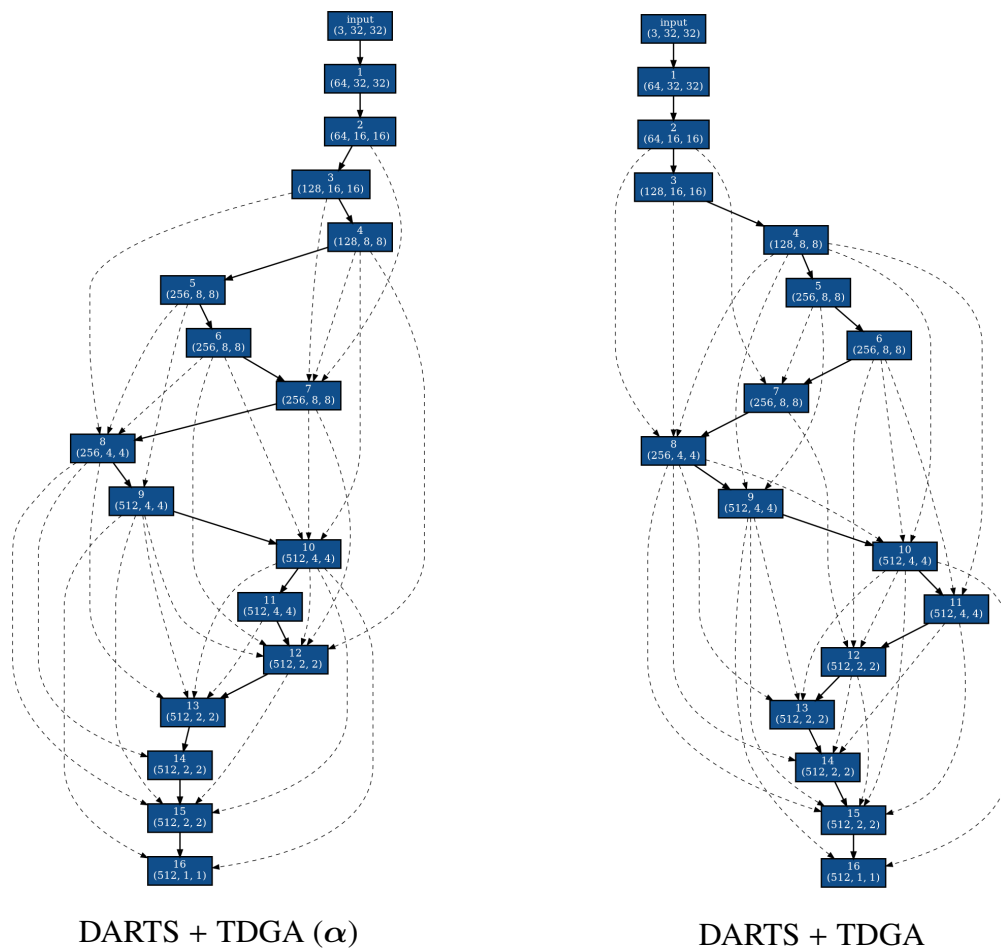 input
(3, 32, 32)
1
(64, 32, 32)
2
(64, 16, 16)
3
(128, 16, 16)
4
(128, 8, 8)
5
(256, 8, 8)
6
(256, 8, 8)
7
(256, 8, 8)
8
(256, 4, 4)
9
(512, 4, 4)
10
(512, 4, 4)
11
(512, 4, 4)
12
(512, 2, 2)
13
(512, 2, 2)
14
(512, 2, 2)
15
(512, 2, 2)
16
(512, 1, 1)
DARTS + TDGA (α)
input
(3, 32, 32)
1
(64, 32, 32)
2
(64, 16, 16)
3
(128, 16, 16)
4
(128, 8, 8)
5
(256, 8, 8)
6
(256, 8, 8)
7
(256, 8, 8)
8
(256, 4, 4)
9
(512, 4, 4)
10
(512, 4, 4)
11
(512, 4, 4)
12
(512, 2, 2)
13
(512, 2, 2)
14
(512, 2, 2)
15
(512, 2, 2)
16
(512, 1, 1)
DARTS + TDGA